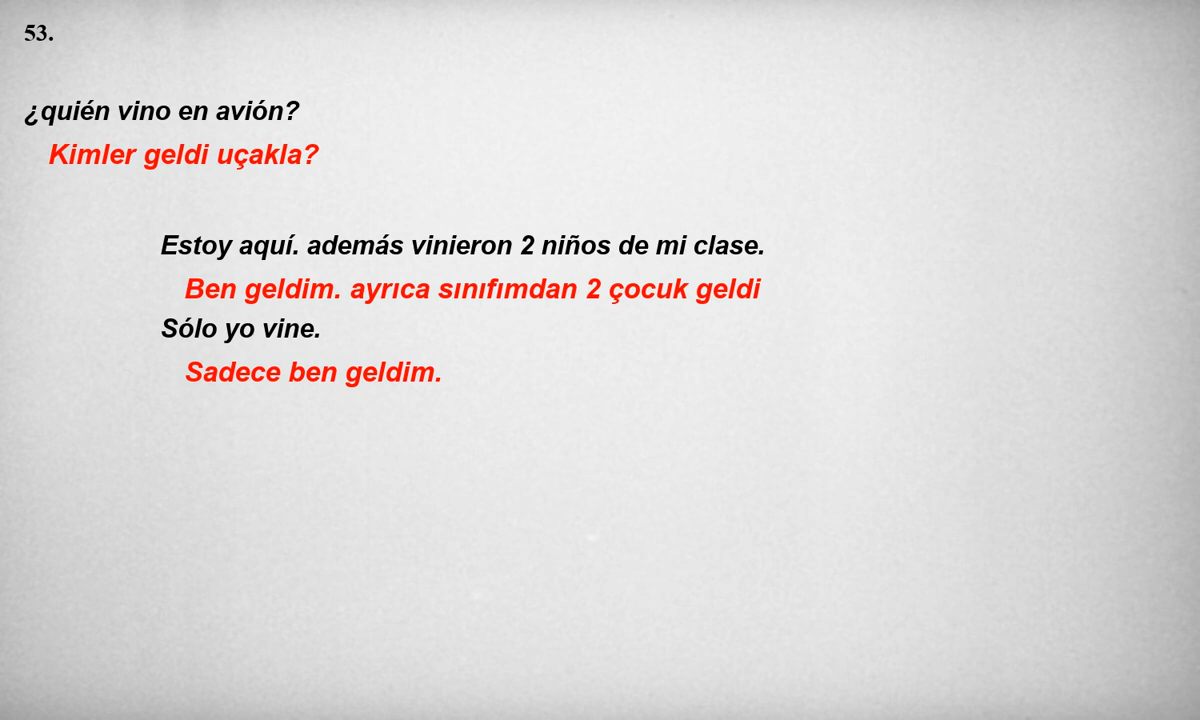 53.
¿quién vino en avión?
Kimler geldi uçakla?
Estoy aquí. además vinieron 2 niños de mi clase.
Ben geldim. ayrıca sınıfımdan 2 çocuk geldi
Sólo yo vine.
Sadece ben geldim.